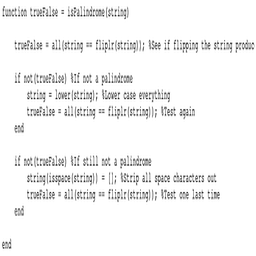 function trueFalse = isPalindrome(string)
trueFalse = all(string == fliplr(string)); %See if flipping the string produc
if not(trueFalse) %If not a palindrome
string = lower(string); %Lower case everything
trueFalse = all(string == fliplr(string)); %Test again
end
if not(trueFalse) %If still not a palindrome
string(isspace(string)) = []; %Strip all space characters out
trueFalse = all(string == fliplr(string)); %Test one last time
end
end